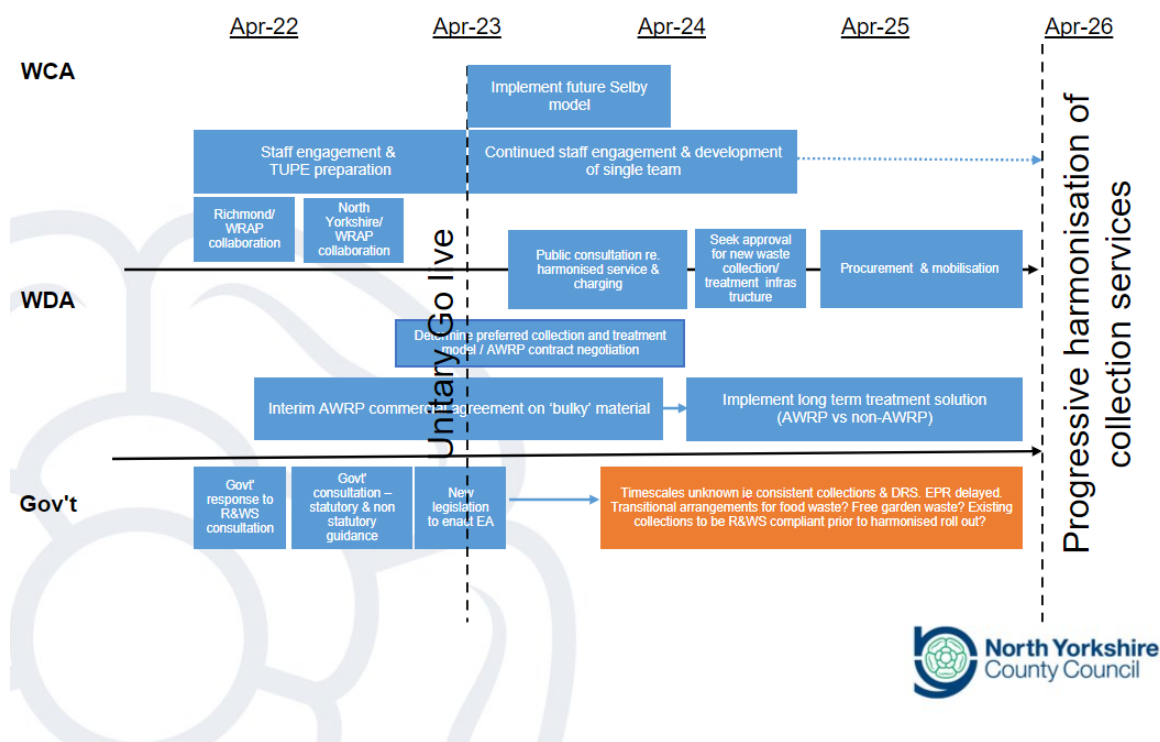 Apr-22
Apr-23
Apr-24
Apr-25
Apr-26
WCA
Implement future Selby
model
Staff engagement &
TUPE preparation
Continued staff engagement & development
of single team
Richmond/
WRAP
collaboration
North
Yorkshire/
WRAP
collaboration
Public consultation re.
harmonised service &
charging
Seek approval
for new waste
collection/
treatment infras
tructure
Procurement & mobilisation
WDA
Determine preferred collection and treatment
model / AWRP contract negotiation
Interim AWRP commercial agreement on ‘bulky’ material
Implement long term treatment solution
(AWRP vs non-AWRP)
Unitary Go live
Gov't
Govt’
response to
R&WS
consultation
Govt’
consultation –
statutory & non
statutory
guidance
New
legislation
to enact EA
Timescales unknown ie consistent collections & DRS. EPR delayed.
Transitional arrangements for food waste? Free garden waste? Existing
collections to be R&WS compliant prior to harmonised roll out?
Progressive harmonisation of
collection services
North Yorkshire
County Council